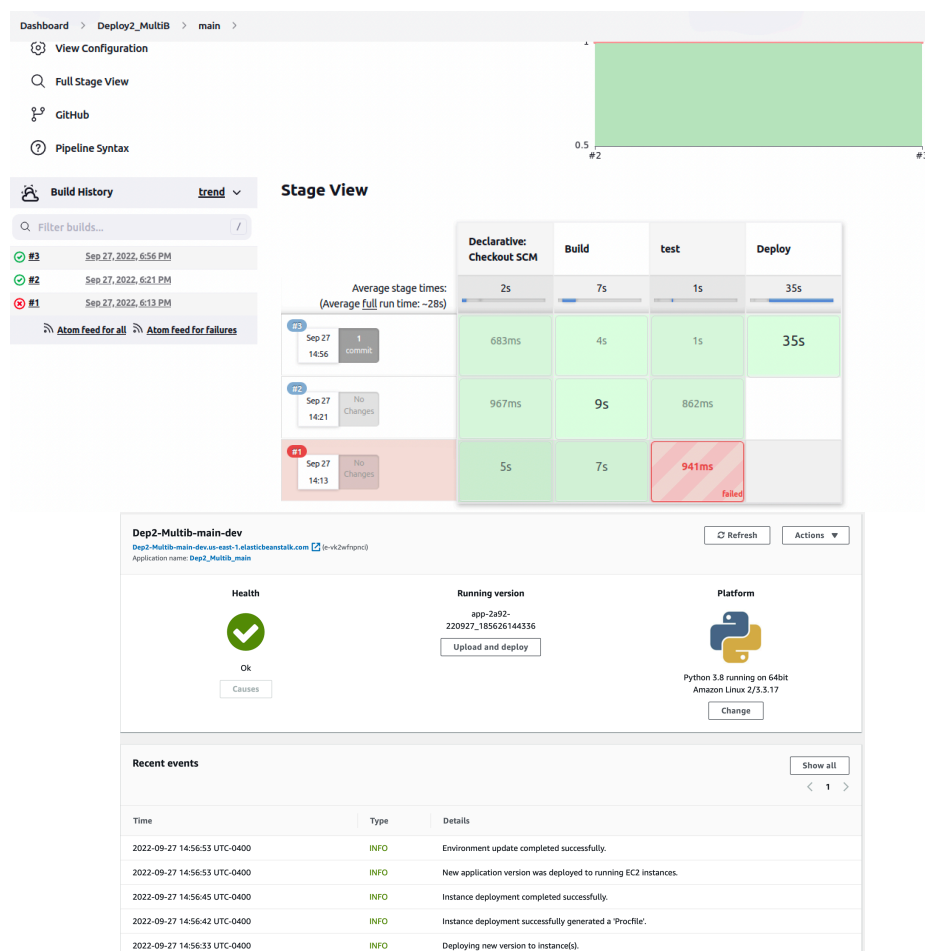 Dashboard > Deploy2_MultiB > main >
View Configuration
Full Stage View
GitHub
Pipeline Syntax
1
0.5
#2
#3
Build History
trend
Filter builds...
/
#3 Sep 27, 2022, 6:56 PM
#2 Sep 27, 2022, 6:21 PM
#1 Sep 27, 2022, 6:13 PM
Atom feed for all Atom feed for failures
Stage View
Declarative:
Checkout SCM
Build
test
Deploy
Average stage times:
(Average full run time: ~28s)
2s
7s
1s
35s
#3
Sep 27
14:56
1
commit
683ms
4s
1s
35s
#2
Sep 27
14:21
No
Changes
967ms
9s
862ms
#1
Sep 27
14:13
No
Changes
5s
7s
941ms
failed
Dep2-Multib-main-dev
Dep2-Multib-main-dev.us-east-1.elasticbeanstalk.com (e-vk2wfnpnci)
Application name: Dep2_Multib_main
Refresh
Actions
Health
Ok
Causes
Running version
app-2a92-
220927_185626144336
Upload and deploy
Platform
Python 3.8 running on 64bit
Amazon Linux 2/3.3.17
Change
Recent events
Show all
< 1 >
Time Type Details
2022-09-27 14:56:53 UTC-0400 INFO Environment update completed successfully.
2022-09-27 14:56:53 UTC-0400 INFO New application version was deployed to running EC2 instances.
2022-09-27 14:56:45 UTC-0400 INFO Instance deployment completed successfully.
2022-09-27 14:56:42 UTC-0400 INFO Instance deployment successfully generated a 'Procfile'.
2022-09-27 14:56:33 UTC-0400 INFO Deploying new version to instance(s).